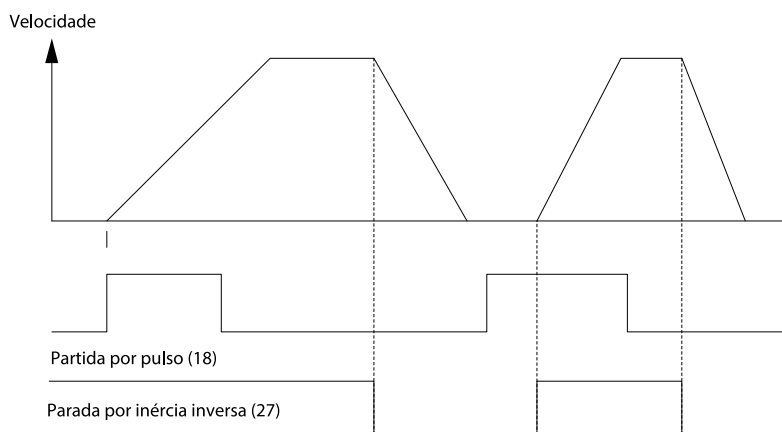 Velocidade
Partida por pulso (18)
Parada por inércia inversa (27)